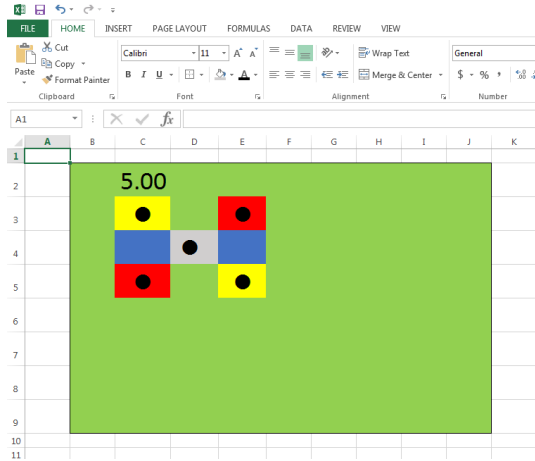 FILE HOME INSERT PAGE LAYOUT FORMULAS DATA REVIEW VIEW
Cut
Copy
Format Painter
Paste
Calibri 11 A A
B I U A
Wrap Text
Merge & Center
General
$ % , .00
Clipboard Font Alignment Number
A1 fx
A B C D E F G H I J K
1
2 5.00
3
4
5
6
7
8
9
10
11